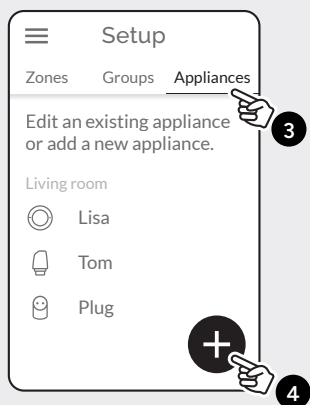 Setup
Zones Groups Appliances
3
Edit an existing appliance
or add a new appliance.
Living room
Lisa
Tom
Plug
+
4